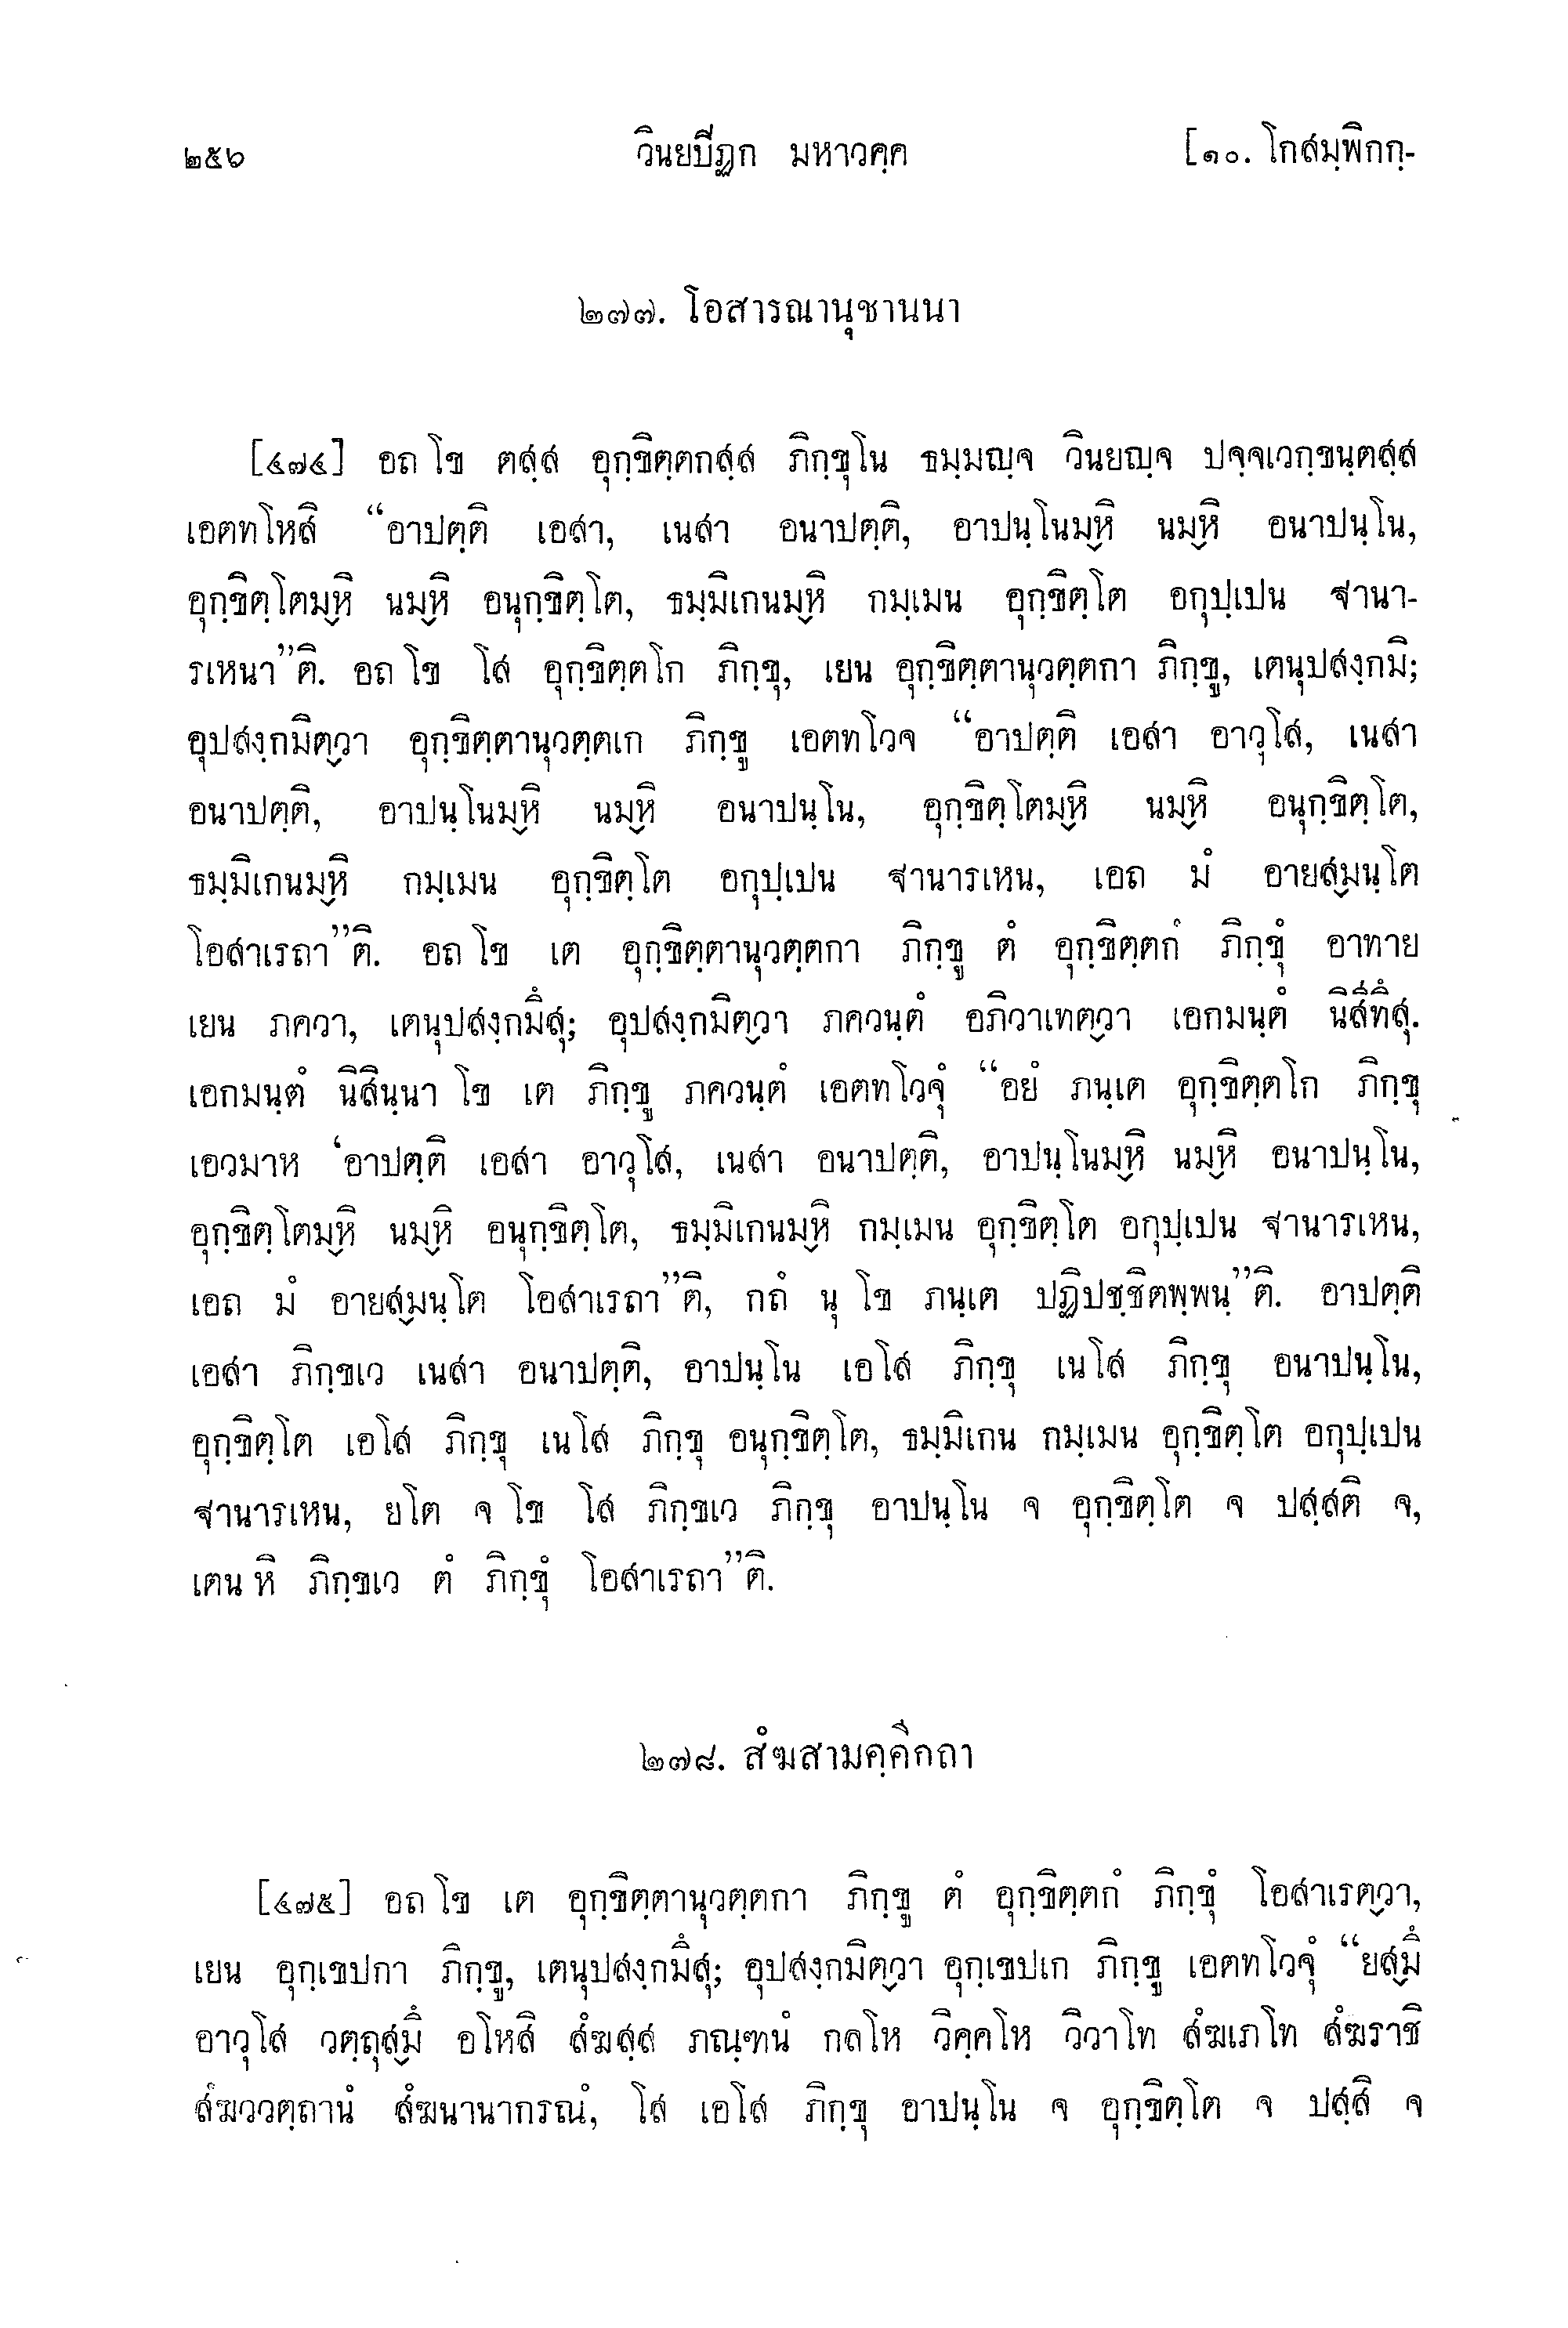 ๒๕๖ วินยปิฏก มหาวคฺค [๑๐. โกสมฺพิกกฺ-
๒๗๗. โอสารณานุชานนา
[๔๗๔] อถ โข ตสฺส อุกฺขิตฺตกสฺส ภิกฺขุโน ธมฺมญฺจ วินยญฺจ ปจฺจเวกฺขนฺตสฺส
เอตทโหสิ “อาปตฺติ เอสา, เนสา อนาปตฺติ, อาปนฺโนมฺหิ นมฺหิ อนาปนฺโน,
อุกฺขิตฺโตมฺหิ นมฺหิ อนุกฺขิตฺโต, ธมฺมิเกนมฺหิ กมฺเมน อุกฺขิตฺโต อกุปฺเปน ฐานา-
รเหนา”ติ. อถ โข โส อุกฺขิตฺตโก ภิกฺขุ, เยน อุกฺขิตฺตานุวตฺตกา ภิกฺขู, เตนุปสงฺกมิ;
อุปสงฺกมิตฺวา อุกฺขิตฺตานุวตฺตเก ภิกฺขู เอตทโวจ “อาปตฺติ เอสา อาวุโส, เนสา
อนาปตฺติ, อาปนฺโนมฺหิ นมฺหิ อนาปนฺโน, อุกฺขิตฺโตมฺหิ นมฺหิ อนุกฺขิตฺโต,
ธมฺมิเกนมฺหิ กมฺเมน อุกฺขิตฺโต อกุปฺเปน ฐานารเหน, เอถ มํ อายสฺมนฺโต
โอสาเรถา”ติ. อถ โข เต อุกฺขิตฺตานุวตฺตกา ภิกฺขู ตํ อุกฺขิตฺตกํ ภิกฺขุํ อาทาย
เยน ภควา, เตนุปสงฺกมึสุ; อุปสงฺกมิตฺวา ภควนฺตํ อภิวาเทตฺวา เอกมนฺตํ นิสีทึสุ.
เอกมนฺตํ นิสินฺนา โข เต ภิกฺขู ภควนฺตํ เอตทโวจุํ “อยํ ภนฺเต อุกฺขิตฺตโก ภิกฺขุ
เอวมาห ‘อาปตฺติ เอสา อาวุโส, เนสา อนาปตฺติ, อาปนฺโนมฺหิ นมฺหิ อนาปนฺโน,
อุกฺขิตฺโตมฺหิ นมฺหิ อนุกฺขิตฺโต, ธมฺมิเกนมฺหิ กมฺเมน อุกฺขิตฺโต อกุปฺเปน ฐานารเหน,
เอถ มํ อายสฺมนฺโต โอสาเรถา”ติ, กถํ นุ โข ภนฺเต ปฏิปชฺชิตพฺพนฺ”ติ. อาปตฺติ
เอสา ภิกฺขเว เนสา อนาปตฺติ, อาปนฺโน เอโส ภิกฺขุ เนโส ภิกฺขุ อนาปนฺโน,
อุกฺขิตฺโต เอโส ภิกฺขุ เนโส ภิกฺขุ อนุกฺขิตฺโต, ธมฺมิเกน กมฺเมน อุกฺขิตฺโต อกุปฺเปน
ฐานารเหน, ยโต จ โข โส ภิกฺขเว ภิกฺขุ อาปนฺโน จ อุกฺขิตฺโต จ ปสฺสติ จ,
เตน หิ ภิกฺขเว ตํ ภิกฺขุํ โอสาเรถา”ติ.
๒๗๘. สํฆสามคฺคีกถา
[๔๗๕] อถ โข เต อุกฺขิตฺตานุวตฺตกา ภิกฺขู ตํ อุกฺขิตฺตกํ ภิกฺขุํ โอสาเรตฺวา,
เยน อุกฺเขปกา ภิกฺขู, เตนุปสงฺกมึสุ; อุปสงฺกมิตฺวา อุกฺเขปเก ภิกฺขู เอตทโวจุํ “ยสฺมึ
อาวุโส วตฺถุสฺมึ อโหสิ สํฆสฺส ภณฺฑนํ กลโห วิคฺคโห วิวาโท สํฆเภโท สํฆราชิ
สํฆววตฺถานํ สํฆนานากรณํ, โส เอโส ภิกฺขุ อาปนฺโน จ อุกฺขิตฺโต จ ปสฺสิ จ